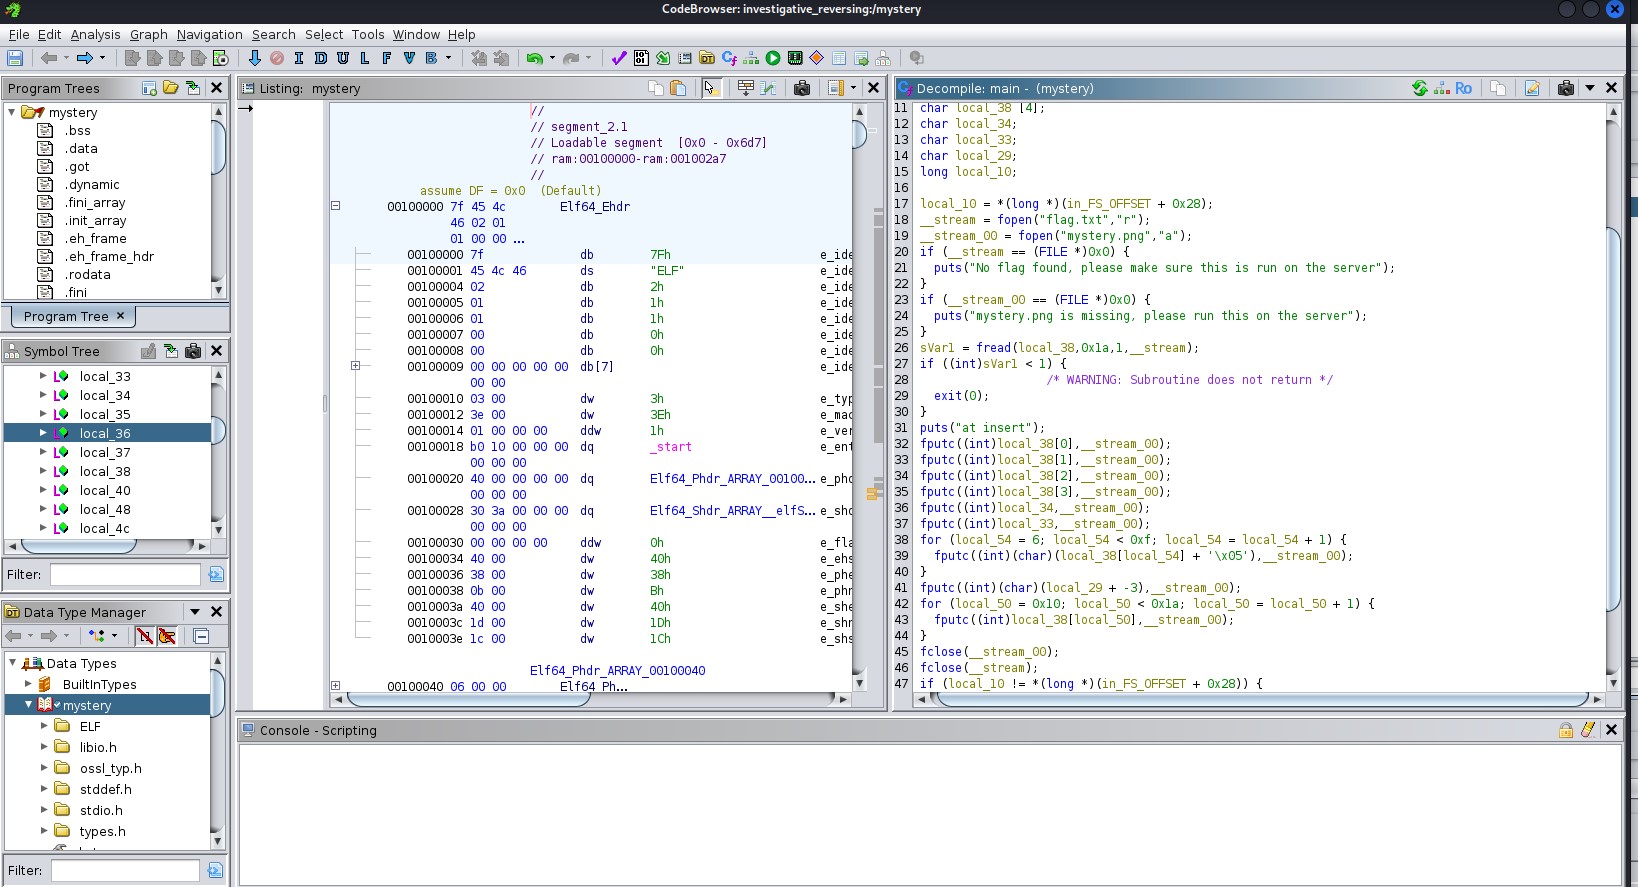 CodeBrowser: investigative_reversing:/mystery
File Edit Analysis Graph Navigation Search Select Tools Window Help
I D U L F V B
Program Trees
mystery
.bss
.data
.got
.dynamic
.fini_array
.init_array
.eh_frame
.eh_frame_hdr
.rodata
.fini
Program Tree ×
Symbol Tree
local_33
local_34
local_35
local_36
local_37
local_38
local_40
local_48
local_4c
Filter:
Data Type Manager
Data Types
BuiltInTypes
mystery
ELF
libio.h
ossl_typ.h
stddef.h
stdio.h
types.h
Filter:
Listing: mystery
//
// segment_2.1
// Loadable segment [0x0 - 0x6d7]
// ram:00100000-ram:001002a7
//
assume DF = 0x0 (Default)
00100000 7f 45 4c Elf64_Ehdr
46 02 01
01 00 00 ...
00100000 7f db 7Fh e_ide
00100001 45 4c 46 ds "ELF" e_ide
00100004 02 db 2h e_ide
00100005 01 db 1h e_ide
00100006 01 db 1h e_ide
00100007 00 db 0h e_ide
00100008 00 db 0h e_ide
00100009 00 00 00 00 00 db[7] e_ide
00 00
00100010 03 00 dw 3h e_typ
00100012 3e 00 dw 3Eh e_mac
00100014 01 00 00 00 ddw 1h e_ver
00100018 b0 10 00 00 00 dq _start e_ent
00 00 00
00100020 40 00 00 00 00 dq Elf64_Phdr_ARRAY_00100... e_pho
00 00 00
00100028 30 3a 00 00 00 dq Elf64_Shdr_ARRAY__elfS... e_sho
00 00 00
00100030 00 00 00 00 ddw 0h e_fla
00100034 40 00 dw 40h e_ehs
00100036 38 00 dw 38h e_phe
00100038 0b 00 dw Bh e_phn
0010003a 40 00 dw 40h e_she
0010003c 1d 00 dw 1Dh e_shn
0010003e 1c 00 dw 1Ch e_shs
Elf64_Phdr_ARRAY_00100040
00100040 06 00 00 Elf64_Ph...
Decompile: main - (mystery)
Ro
11 char local_38 [4];
12 char local_34;
13 char local_33;
14 char local_29;
15 long local_10;
16
17 local_10 = *(long *)(in_FS_OFFSET + 0x28);
18 __stream = fopen("flag.txt","r");
19 __stream_00 = fopen("mystery.png","a");
20 if (__stream == (FILE *)0x0) {
21 puts("No flag found, please make sure this is run on the server");
22 }
23 if (__stream_00 == (FILE *)0x0) {
24 puts("mystery.png is missing, please run this on the server");
25 }
26 sVar1 = fread(local_38,0x1a,1,__stream);
27 if ((int)sVar1 < 1) {
28 /* WARNING: Subroutine does not return */
29 exit(0);
30 }
31 puts("at insert");
32 fputc((int)local_38[0],__stream_00);
33 fputc((int)local_38[1],__stream_00);
34 fputc((int)local_38[2],__stream_00);
35 fputc((int)local_38[3],__stream_00);
36 fputc((int)local_34,__stream_00);
37 fputc((int)local_33,__stream_00);
38 for (local_54 = 6; local_54 < 0xf; local_54 = local_54 + 1) {
39 fputc((int)(char)(local_38[local_54] + '\x05'),__stream_00);
40 }
41 fputc((int)(char)(local_29 + -3),__stream_00);
42 for (local_50 = 0x10; local_50 < 0x1a; local_50 = local_50 + 1) {
43 fputc((int)local_38[local_50],__stream_00);
44 }
45 fclose(__stream_00);
46 fclose(__stream);
47 if (local_10 != *(long *)(in_FS_OFFSET + 0x28)) {
Console - Scripting